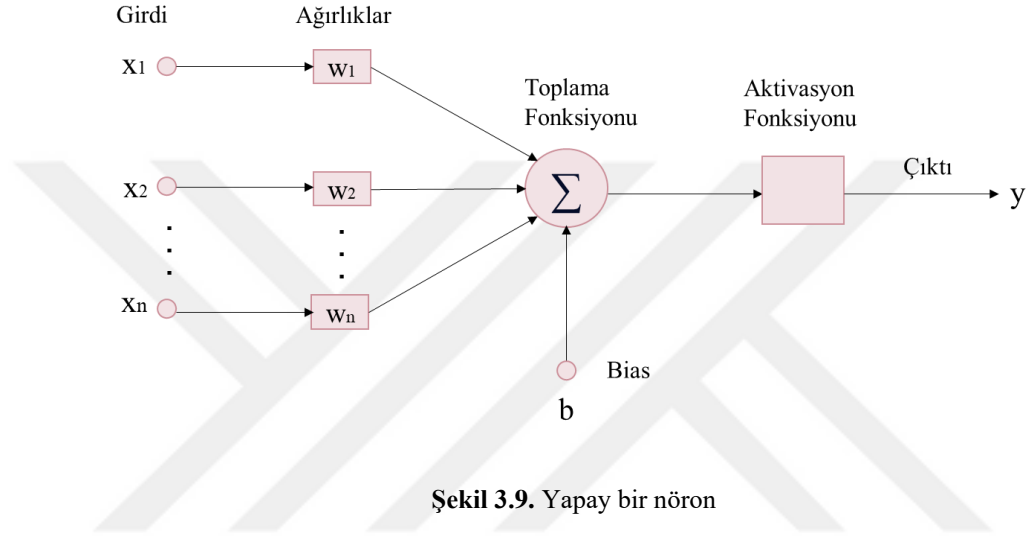 Girdi
Ağırlıklar
x1
w1
Toplama
Fonksiyonu
Aktivasyon
Fonksiyonu
x2
w2
∑
Çıktı
y
xn
wn
Bias
b
Şekil 3.9. Yapay bir nöron